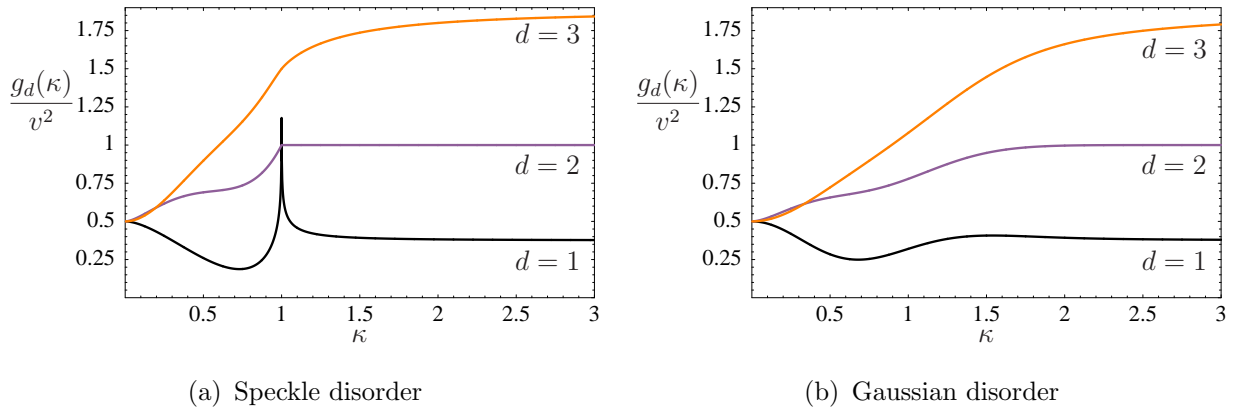 1.75
1.5
1.25
1
0.75
0.5
0.25
g_d(κ)
v²
d = 3
d = 2
d = 1
0.5 1 1.5 2 2.5 3
κ
(a) Speckle disorder
1.75
1.5
1.25
1
0.75
0.5
0.25
g_d(κ)
v²
d = 3
d = 2
d = 1
0.5 1 1.5 2 2.5 3
κ
(b) Gaussian disorder